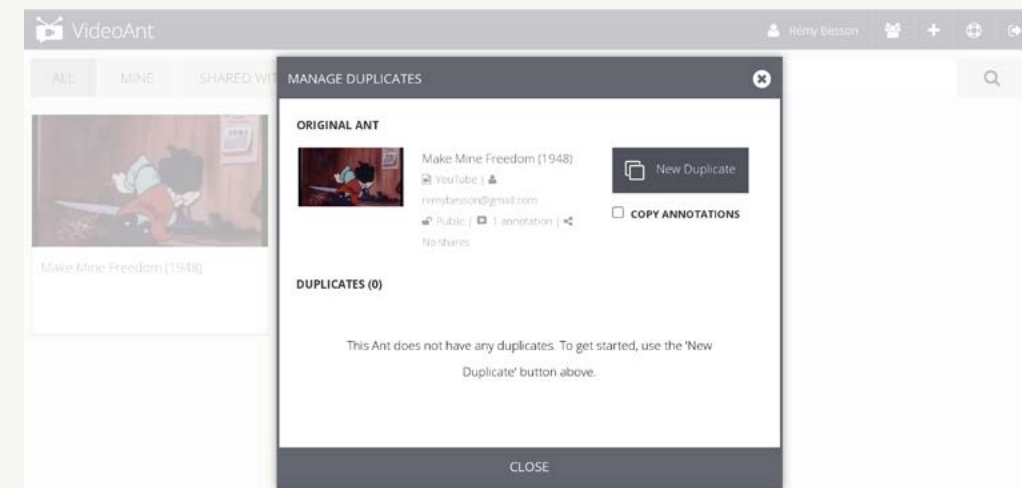 VideoAnt
Rémy Besson
ALL MINE SHARED WIT
MANAGE DUPLICATES
ORIGINAL ANT
Make Mine Freedom (1948)
YouTube |
remybesson@gmail.com
Public | 1 annotation |
No shares
New Duplicate
COPY ANNOTATIONS
Make Mine Freedom (1948)
DUPLICATES (0)
This Ant does not have any duplicates. To get started, use the 'New
Duplicate' button above.
CLOSE